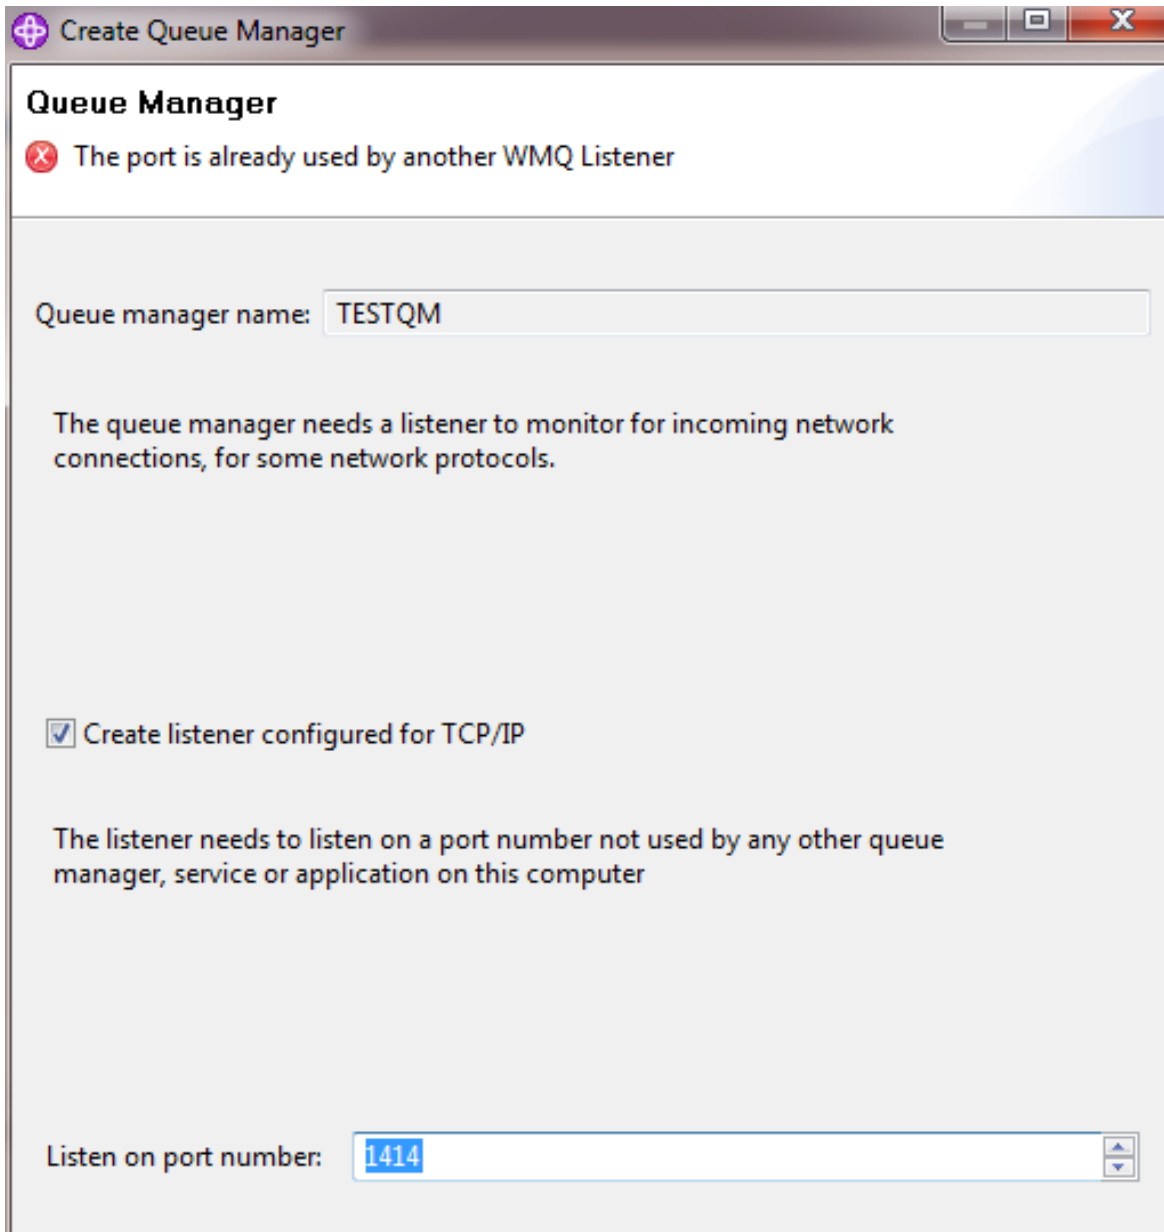 Create Queue Manager
Queue Manager
The port is already used by another WMQ Listener
Queue manager name: TESTQM
The queue manager needs a listener to monitor for incoming network
connections, for some network protocols.
Create listener configured for TCP/IP
The listener needs to listen on a port number not used by any other queue
manager, service or application on this computer
Listen on port number: 1414